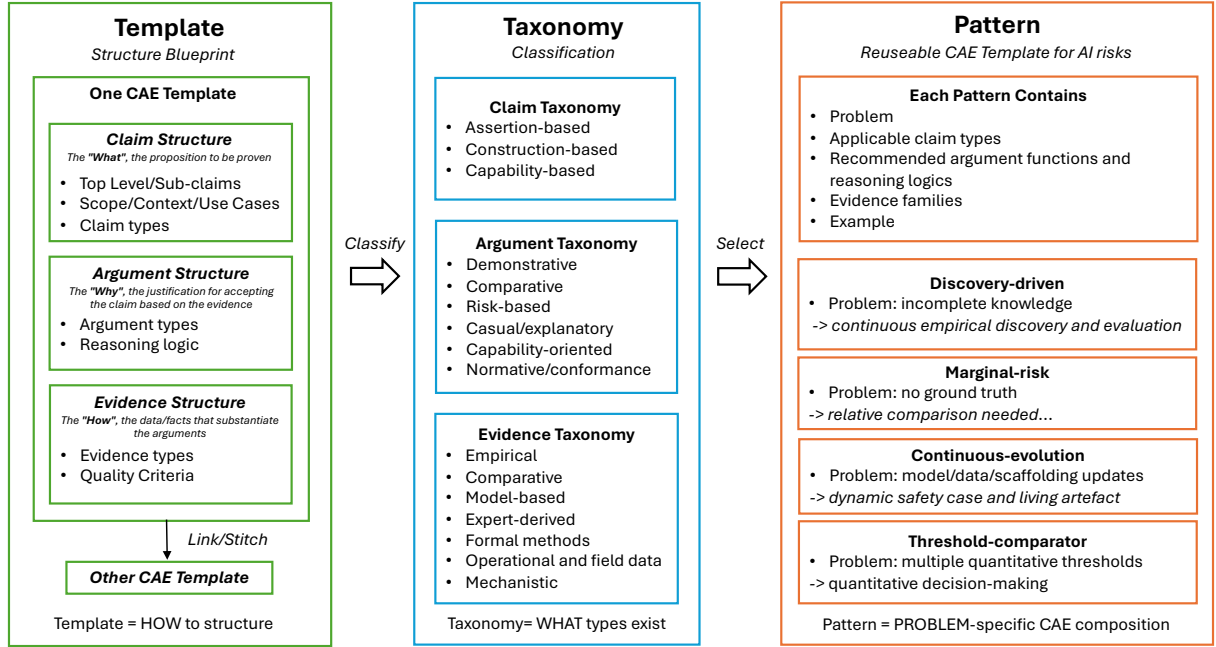 Template
Structure Blueprint
One CAE Template
Claim Structure
The "What", the proposition to be proven
• Top Level/Sub-claims
• Scope/Context/Use Cases
• Claim types
Argument Structure
The "Why", the justification for accepting
the claim based on the evidence
• Argument types
• Reasoning logic
Evidence Structure
The "How", the data/facts that substantiate
the arguments
• Evidence types
• Quality Criteria
Link/Stitch
Other CAE Template
Template = HOW to structure
Classify
Taxonomy
Classification
Claim Taxonomy
• Assertion-based
• Construction-based
• Capability-based
Argument Taxonomy
• Demonstrative
• Comparative
• Risk-based
• Casual/explanatory
• Capability-oriented
• Normative/conformance
Evidence Taxonomy
• Empirical
• Comparative
• Model-based
• Expert-derived
• Formal methods
• Operational and field data
• Mechanistic
Taxonomy= WHAT types exist
Select
Pattern
Reuseable CAE Template for AI risks
Each Pattern Contains
• Problem
• Applicable claim types
• Recommended argument functions and
reasoning logics
• Evidence families
• Example
Discovery-driven
• Problem: incomplete knowledge
-> continuous empirical discovery and evaluation
Marginal-risk
• Problem: no ground truth
-> relative comparison needed...
Continuous-evolution
• Problem: model/data/scaffolding updates
-> dynamic safety case and living artefact
Threshold-comparator
• Problem: multiple quantitative thresholds
-> quantitative decision-making
Pattern = PROBLEM-specific CAE composition